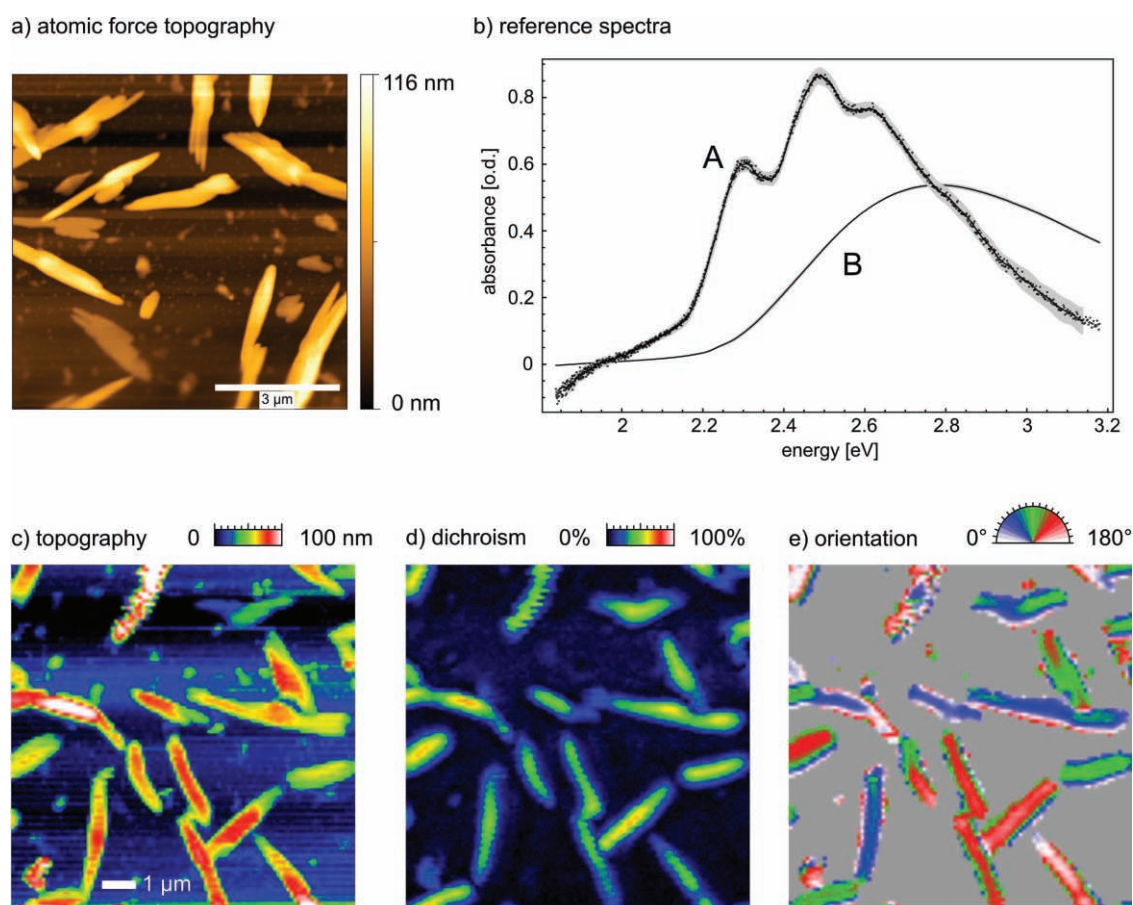 a) atomic force topography
116 nm
0 nm
3 µm
b) reference spectra
absorbance [o.d.]
0.8
0.6
0.4
0.2
0
A
B
2 2.2 2.4 2.6 2.8 3 3.2
energy [eV]
c) topography 0 100 nm
1 µm
d) dichroism 0% 100%
e) orientation 0° 180°